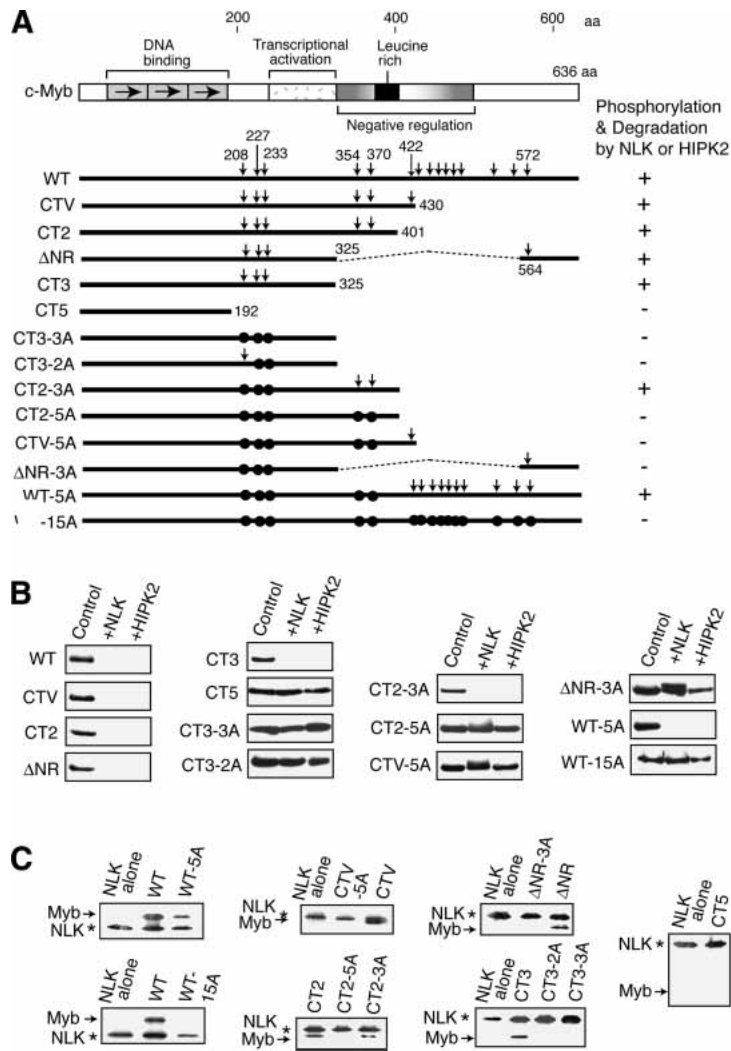 A
200
400
600
aa
DNA
binding
Transcriptional
activation
Leucine
rich
636 aa
c-Myb
Negative regulation
Phosphorylation
& Degradation
by NLK or HIPK2
208 227 233 354 370 422 572
WT +
CTV 430 +
CT2 401 +
ΔNR 325 564 +
CT3 325 +
CT5 192 -
CT3-3A -
CT3-2A -
CT2-3A +
CT2-5A -
CTV-5A -
ΔNR-3A -
WT-5A +
-15A -
B
Control +NLK +HIPK2
WT
CTV
CT2
ΔNR
Control +NLK +HIPK2
CT3
CT5
CT3-3A
CT3-2A
Control +NLK +HIPK2
CT2-3A
CT2-5A
CTV-5A
Control +NLK +HIPK2
ΔNR-3A
WT-5A
WT-15A
C
NLK alone WT WT-5A
Myb
NLK *
NLK alone CTV-5A CTV
NLK *
Myb
NLK alone ΔNR-3A ΔNR
NLK *
Myb
NLK alone CT5
NLK *
Myb
NLK alone WT WT-15A
Myb
NLK *
CT2 CT2-5A CT2-3A
NLK *
Myb
NLK alone CT3 CT3-2A CT3-3A
NLK *
Myb